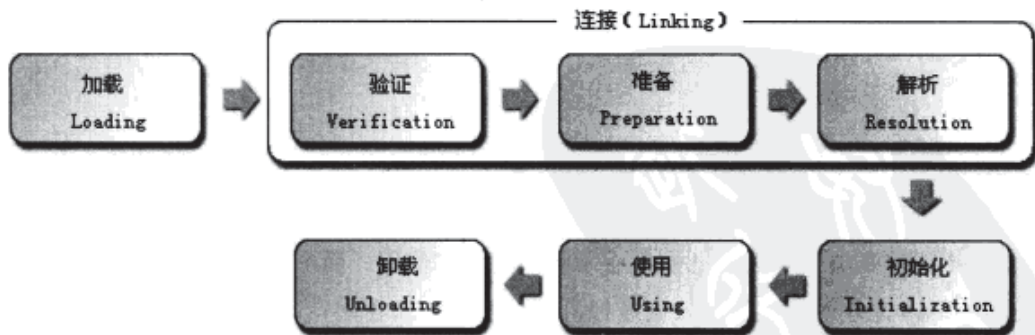 连接（Linking）
加载
Loading
验证
Verification
准备
Preparation
解析
Resolution
初始化
Initialization
使用
Using
卸载
Unloading